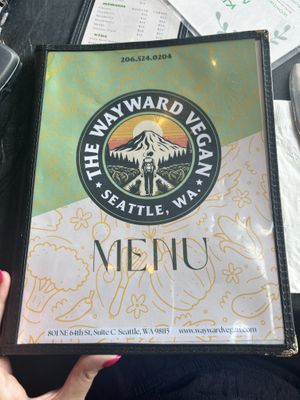 206.524.0204
THE WAYWARD VEGAN
★ SEATTLE, WA. ★
MENU
801 NE 64th St, Suite C Seattle, WA 98115 www.waywardvegan.com